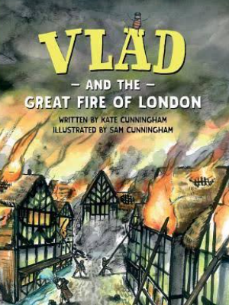 VLAD
– AND THE –
GREAT FIRE OF LONDON
WRITTEN BY KATE CUNNINGHAM
ILLUSTRATED BY SAM CUNNINGHAM